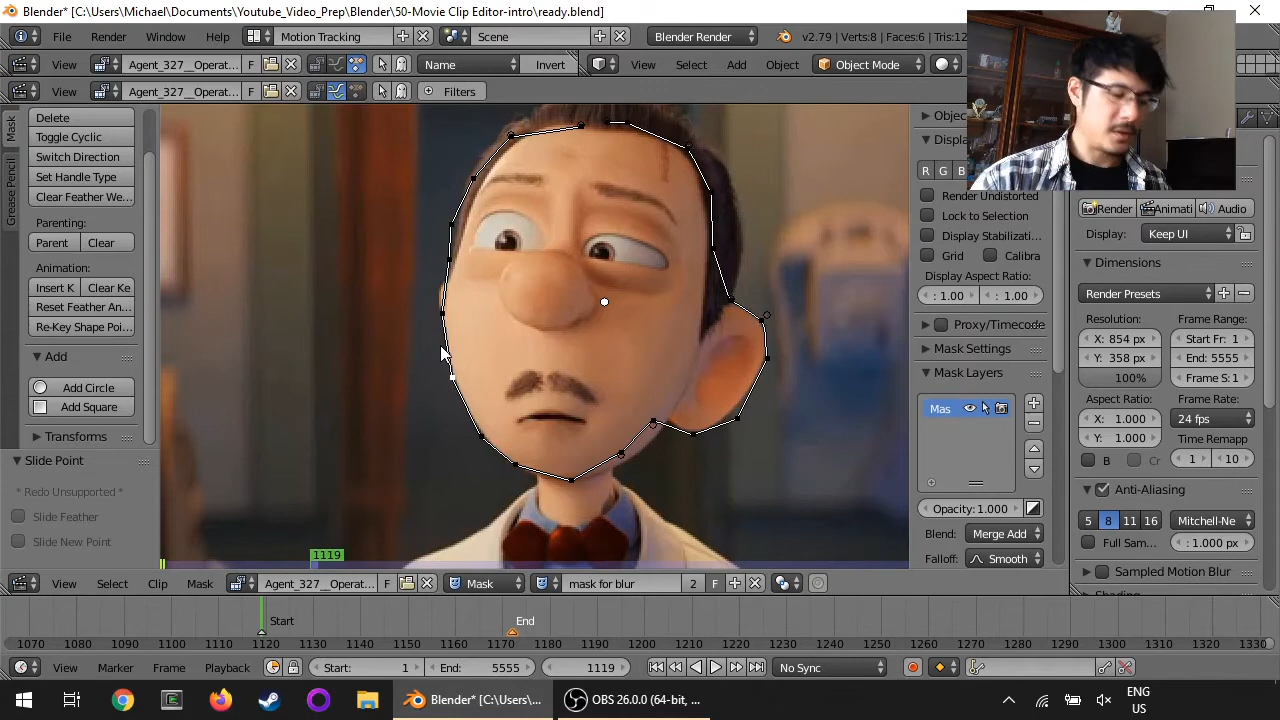 Blender* [C:\Users\Michael\Documents\Youtube_Video_Prep\Blender\50-Movie Clip Editor-intro\ready.blend]
File Render Window Help Motion Tracking Scene Blender Render v2.79 | Verts:8 | Faces:6 | Tris:12
View Agent_327__Operat... F Name Invert View Select Add Object Object Mode
View Agent_327__Operat... F Filters
Mask
Grease Pencil
Delete
Toggle Cyclic
Switch Direction
Set Handle Type
Clear Feather We...
Parenting:
Parent Clear
Animation:
Insert K Clear Ke
Reset Feather An...
Re-Key Shape Poi...
Add
Add Circle
Add Square
Transforms
Slide Point
* Redo Unsupported *
Slide Feather
Slide New Point
1119
R G B
Render Undistorted
Lock to Selection
Display Stabilizati...
Grid Calibra
Display Aspect Ratio:
: 1.00 : 1.00
Proxy/Timecode
Mask Settings
Mask Layers
Mas
Opacity: 1.000
Blend: Merge Add
Falloff: Smooth
Render Animati Audio
Display: Keep UI
Dimensions
Render Presets
Resolution: Frame Range:
X: 854 px Start Fr: 1
Y: 358 px End: 5555
100% Frame S: 1
Aspect Ratio: Frame Rate:
X: 1.000 24 fps
Y: 1.000 Time Remapp
B Cr 1 10
Anti-Aliasing
5 8 11 16 Mitchell-Ne
Full Sam... : 1.000 px
Sampled Motion Blur
View Select Clip Mask Agent_327__Operat... F Mask mask for blur 2 F
Start End
1070 1080 1090 1100 1110 1120 1130 1140 1150 1160 1170 1180 1190 1200 1210 1220 1230 1240 1250 1260 1270 1280 1290 1300 1310 1320 1330
View Marker Frame Playback Start: 1 End: 5555 1119 No Sync
Blender* [C:\Users\... OBS 26.0.0 (64-bit, ... ENG
US